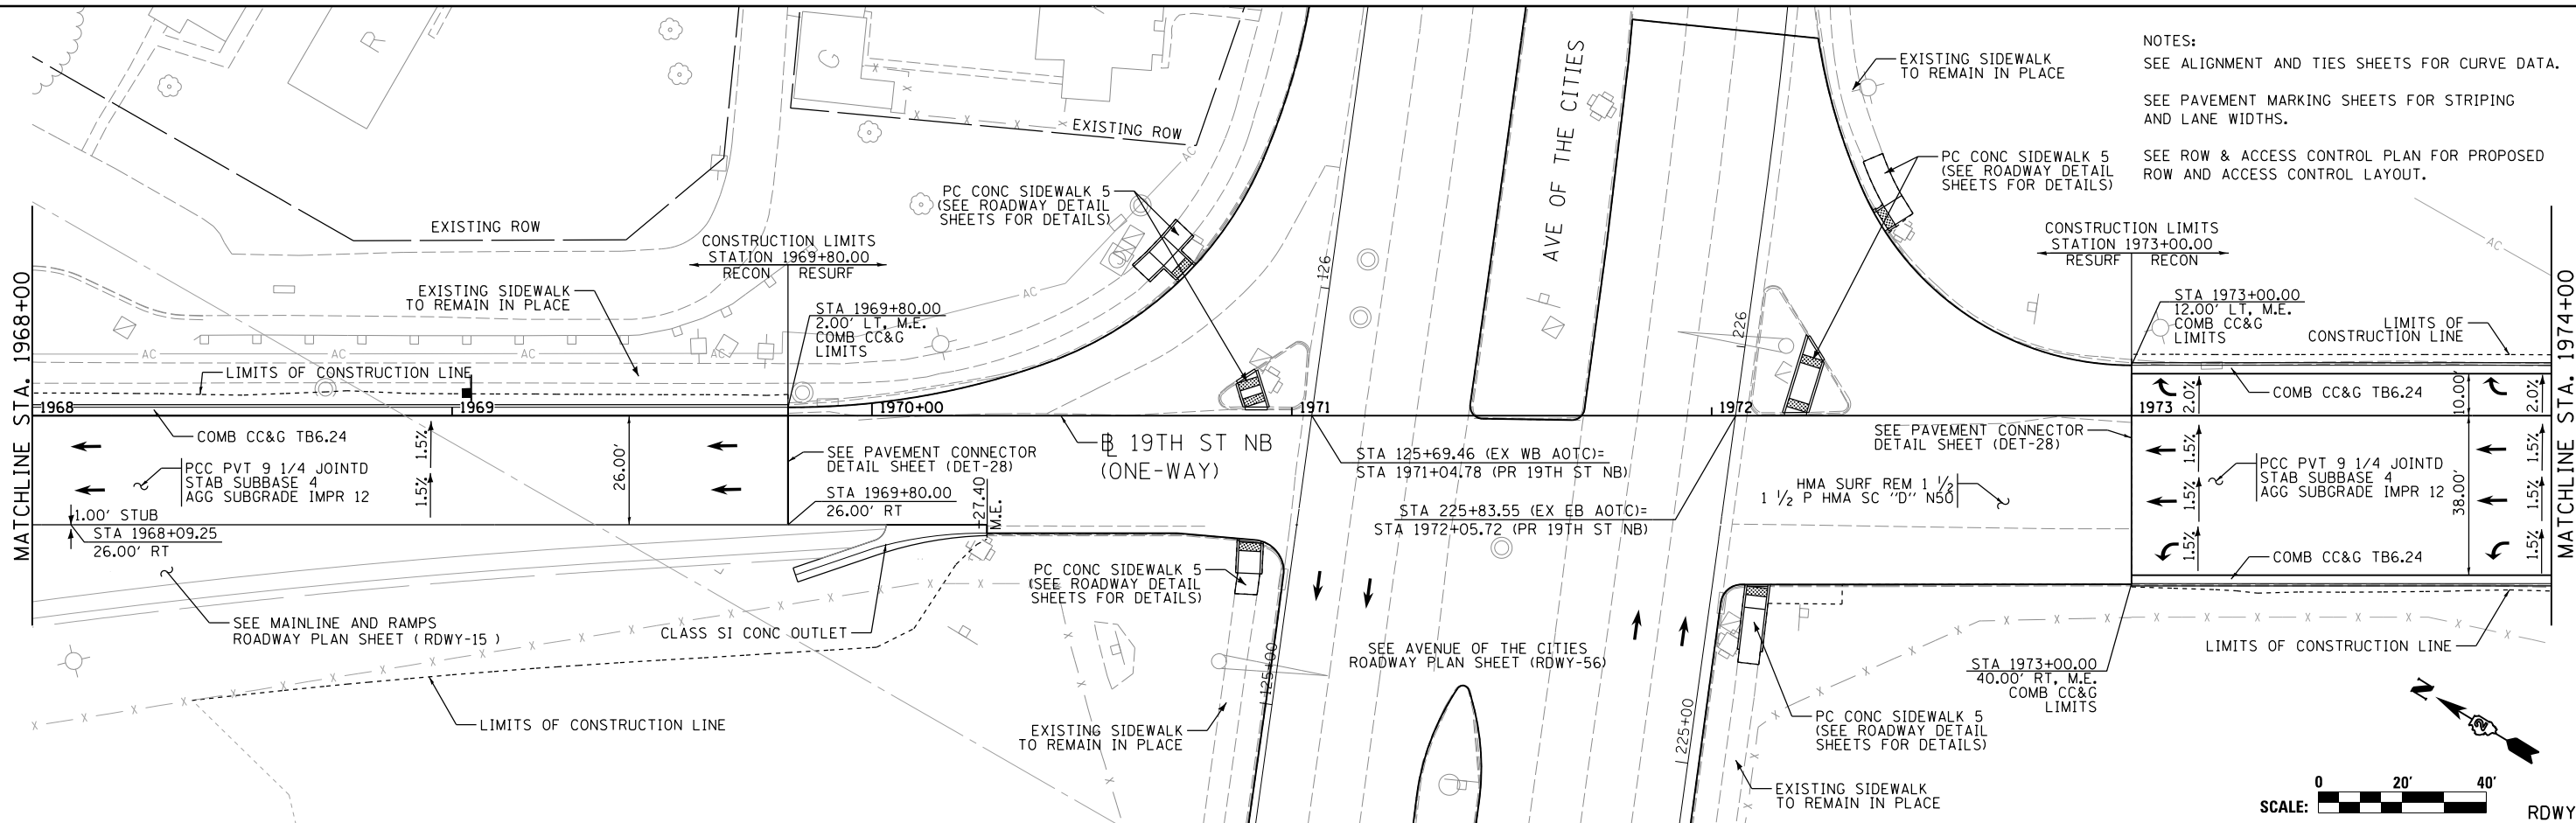 NOTES:
SEE ALIGNMENT AND TIES SHEETS FOR CURVE DATA.
SEE PAVEMENT MARKING SHEETS FOR STRIPING
AND LANE WIDTHS.
SEE ROW & ACCESS CONTROL PLAN FOR PROPOSED
ROW AND ACCESS CONTROL LAYOUT.
R
G
EXISTING ROW
EXISTING ROW
AC
AC
AC
AC
AC
AC
AC
AVE OF THE CITIES
EXISTING SIDEWALK
TO REMAIN IN PLACE
PC CONC SIDEWALK 5
(SEE ROADWAY DETAIL
SHEETS FOR DETAILS)
PC CONC SIDEWALK 5
(SEE ROADWAY DETAIL
SHEETS FOR DETAILS)
CONSTRUCTION LIMITS
STATION 1969+80.00
RECON
RESURF
CONSTRUCTION LIMITS
STATION 1973+00.00
RESURF
RECON
EXISTING SIDEWALK
TO REMAIN IN PLACE
STA 1969+80.00
2.00' LT, M.E.
COMB CC&G
LIMITS
126
226
STA 1973+00.00
12.00' LT, M.E.
COMB CC&G
LIMITS
LIMITS OF
CONSTRUCTION LINE
LIMITS OF CONSTRUCTION LINE
MATCHLINE STA. 1968+00
MATCHLINE STA. 1974+00
1968
1969
1970+00
1971
1972
1973
COMB CC&G TB6.24
2.0%
10.00'
2.0%
COMB CC&G TB6.24
PCC PVT 9 1/4 JOINTD
STAB SUBBASE 4
AGG SUBGRADE IMPR 12
1.5%
1.5%
26.00'
SEE PAVEMENT CONNECTOR
DETAIL SHEET (DET-28)
STA 1969+80.00
26.00' RT
+27.40
M.E.
BL 19TH ST NB
(ONE-WAY)
STA 125+69.46 (EX WB AOTC)=
STA 1971+04.78 (PR 19TH ST NB)
STA 225+83.55 (EX EB AOTC)=
STA 1972+05.72 (PR 19TH ST NB)
SEE PAVEMENT CONNECTOR
DETAIL SHEET (DET-28)
HMA SURF REM 1 ½
1 ½ P HMA SC "D" N50
1.5%
1.5%
1.5%
PCC PVT 9 1/4 JOINTD
STAB SUBBASE 4
AGG SUBGRADE IMPR 12
38.00'
1.5%
1.5%
1.5%
COMB CC&G TB6.24
1.00' STUB
STA 1968+09.25
26.00' RT
SEE MAINLINE AND RAMPS
ROADWAY PLAN SHEET (RDWY-15 )
CLASS SI CONC OUTLET
PC CONC SIDEWALK 5
(SEE ROADWAY DETAIL
SHEETS FOR DETAILS)
SEE AVENUE OF THE CITIES
ROADWAY PLAN SHEET (RDWY-56)
125+00
225+00
LIMITS OF CONSTRUCTION LINE
STA 1973+00.00
40.00' RT, M.E.
COMB CC&G
LIMITS
LIMITS OF CONSTRUCTION LINE
EXISTING SIDEWALK
TO REMAIN IN PLACE
PC CONC SIDEWALK 5
(SEE ROADWAY DETAIL
SHEETS FOR DETAILS)
EXISTING SIDEWALK
TO REMAIN IN PLACE
N
2
0
20'
40'
SCALE:
RDWY